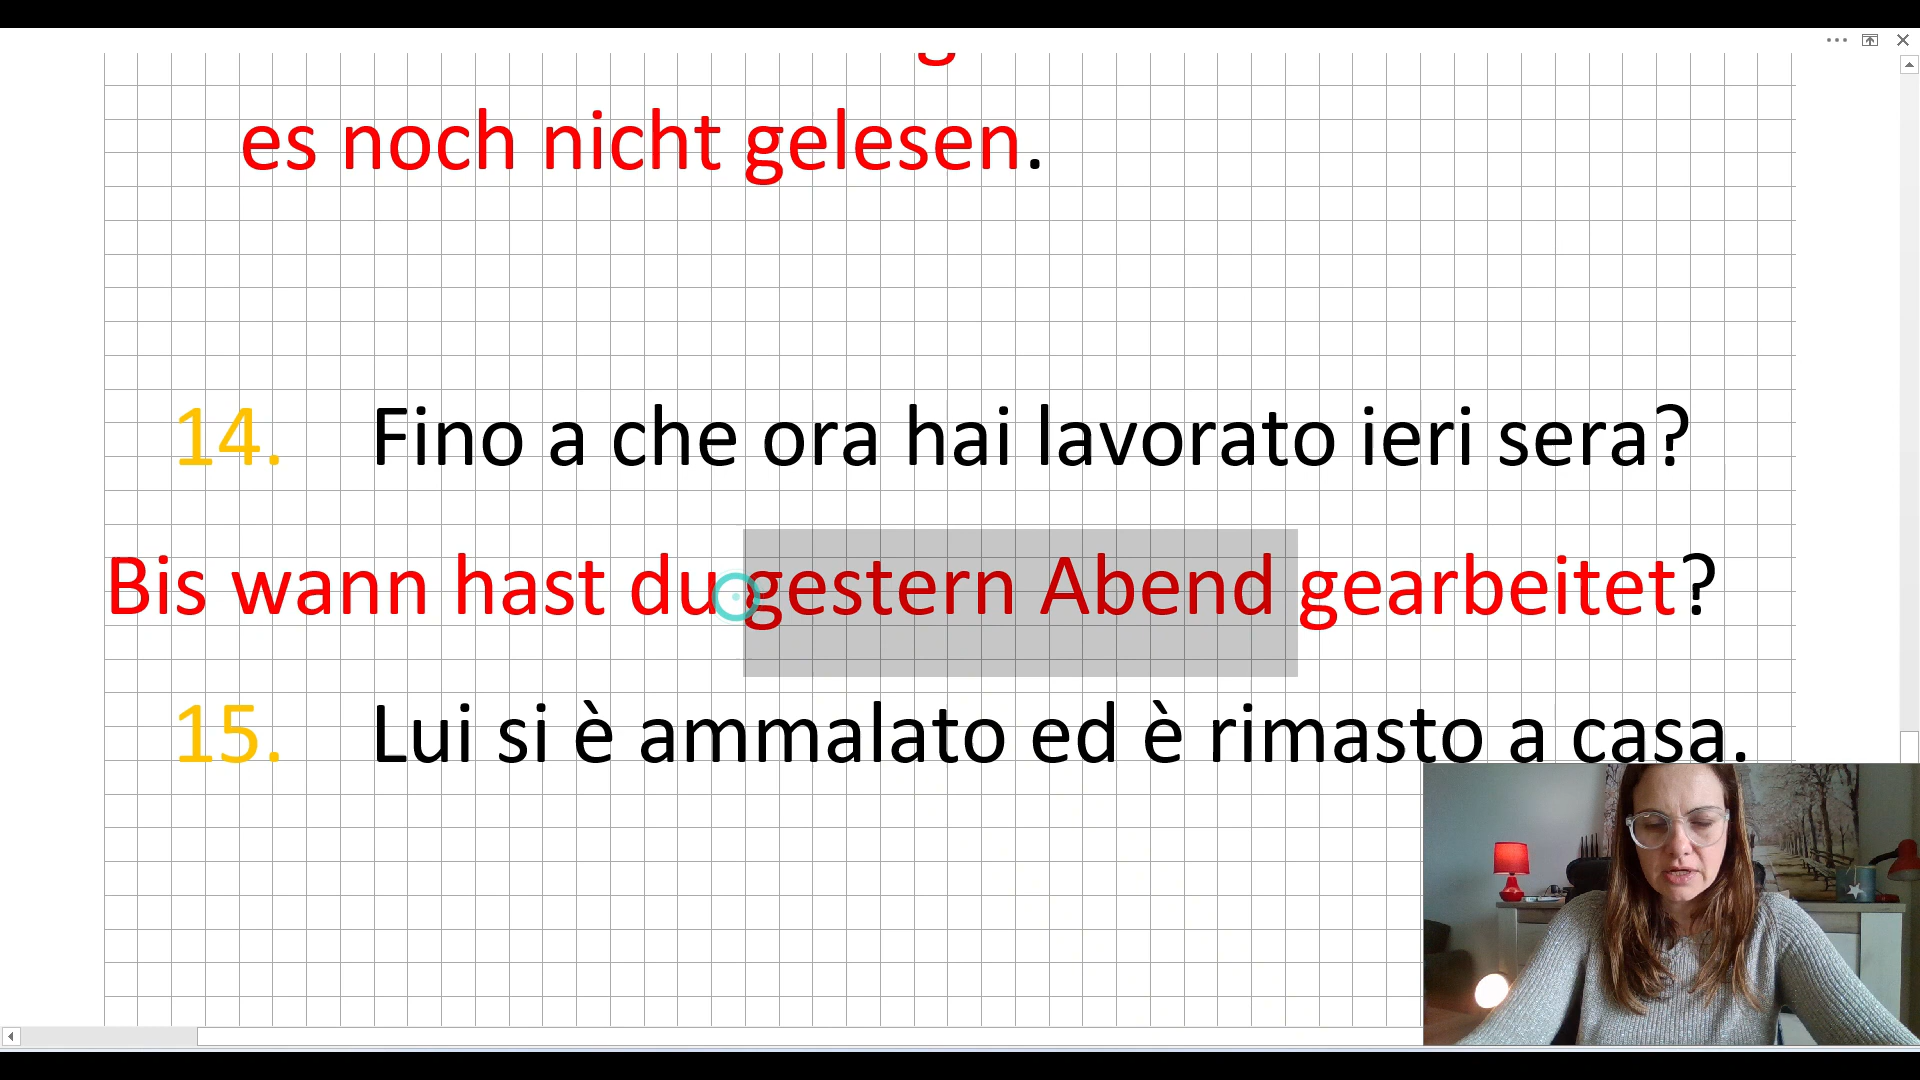 es noch nicht gelesen.
14. Fino a che ora hai lavorato ieri sera?
Bis wann hast du gestern Abend gearbeitet?
15. Lui si è ammalato ed è rimasto a casa.